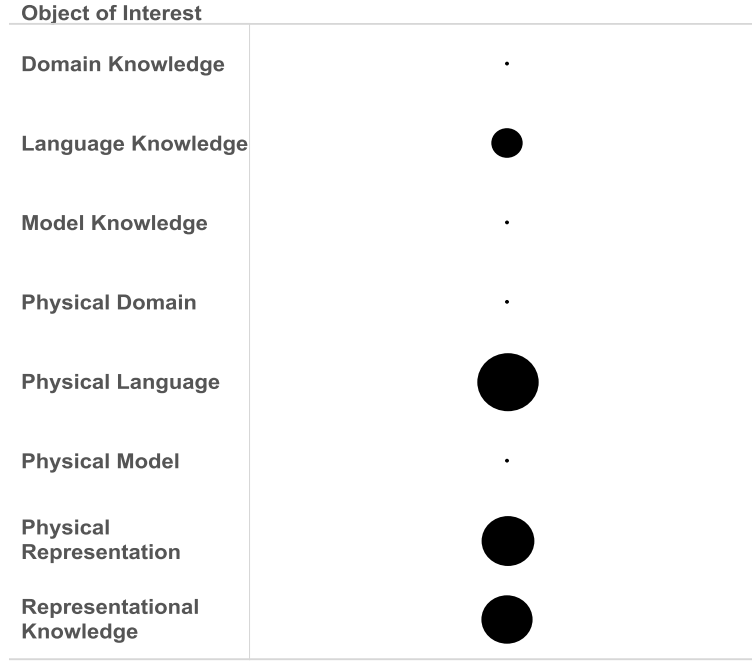 Object of Interest
Domain Knowledge
Language Knowledge
Model Knowledge
Physical Domain
Physical Language
Physical Model
Physical
Representation
Representational
Knowledge